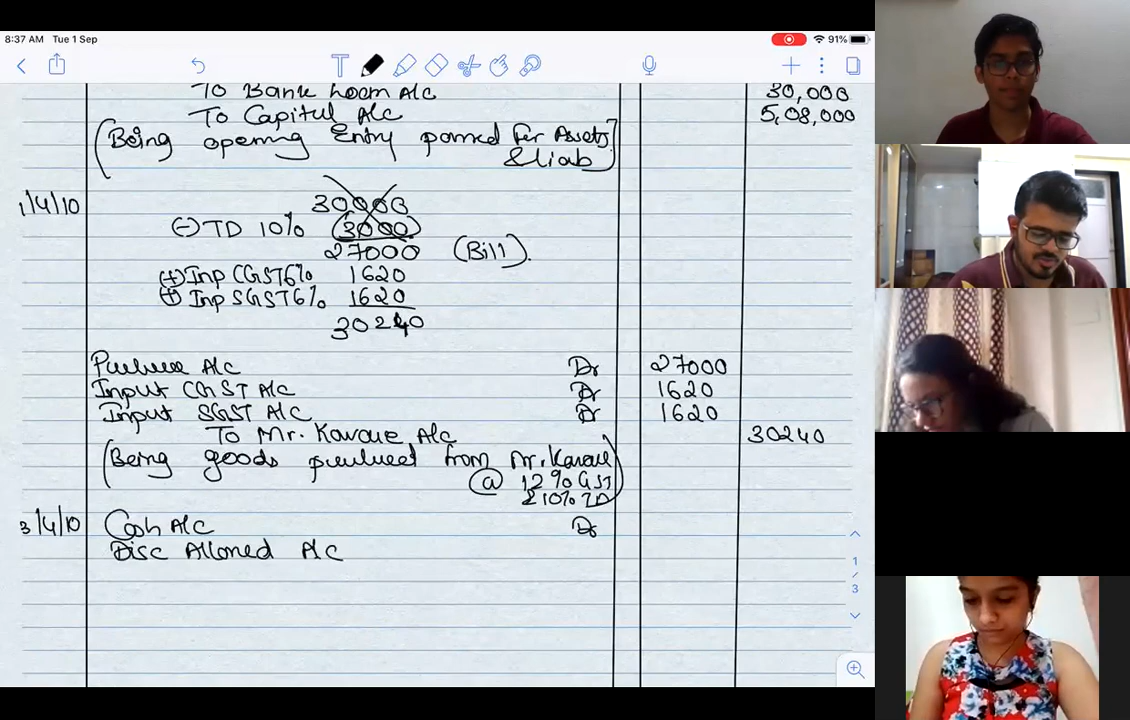 8:37 AM Tue 1 Sep
91%
To Bank Loan A/c 30,000
To Capital A/c 5,08,000
(Being opening Entry passed for Assets
& liab)
1/4/10 30000
(-) TD 10% (3000)
27000 (Bill).
(+) Inp CGST 6% 1620
(+) Inp SGST 6% 1620
30240
Purchase A/c Dr 27000
Input CGST A/c Dr 1620
Input SGST A/c Dr 1620
To Mr. A/c 30240
(Being goods purchased from Mr.
@ 12% GST
& 10% TD)
3/4/10 Cash A/c Dr
Disc Allowed A/c
1
/
3